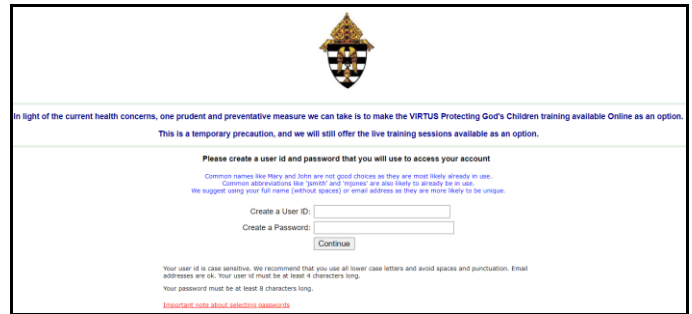 In light of the current health concerns, one prudent and preventative measure we can take is to make the VIRTUS Protecting God's Children training available Online as an option.
This is a temporary precaution, and we will still offer the live training sessions available as an option.
Please create a user id and password that you will use to access your account
Common names like Mary and John are not good choices as they are most likely already in use.
Common abbreviations like 'jsmith' and 'mjones' are also likely to already be in use.
We suggest using your full name (without spaces) or email address as they are more likely to be unique.
Create a User ID:
Create a Password:
Continue
Your user id is case sensitive. We recommend that you use all lower case letters and avoid spaces and punctuation. Email
addresses are ok. Your user id must be at least 4 characters long.
Your password must be at least 8 characters long.
Important note about selecting passwords